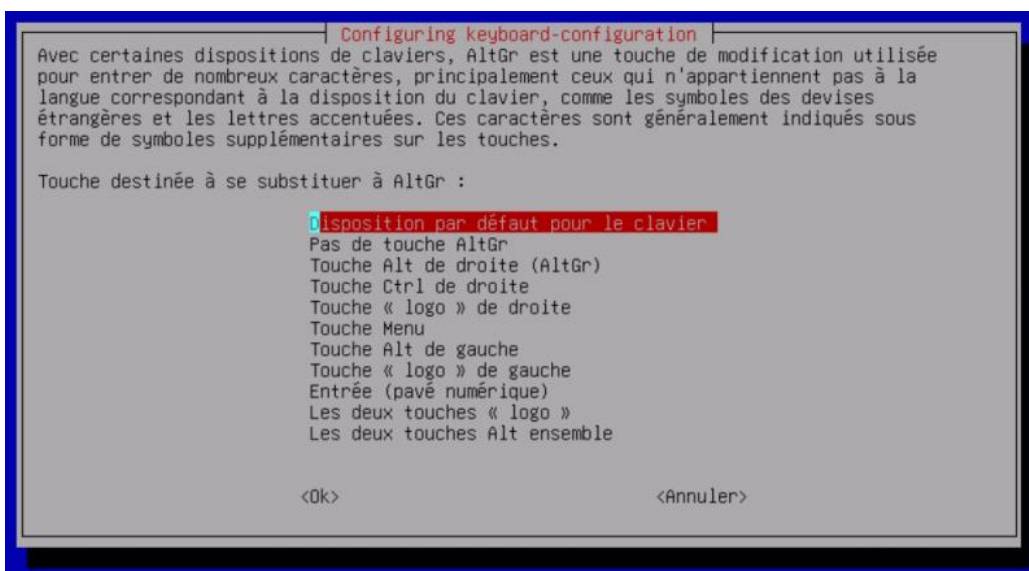 Configuring keyboard-configuration
Avec certaines dispositions de claviers, AltGr est une touche de modification utilisée
pour entrer de nombreux caractères, principalement ceux qui n'appartiennent pas à la
langue correspondant à la disposition du clavier, comme les symboles des devises
étrangères et les lettres accentuées. Ces caractères sont généralement indiqués sous
forme de symboles supplémentaires sur les touches.
Touche destinée à se substituer à AltGr :
Disposition par défaut pour le clavier
Pas de touche AltGr
Touche Alt de droite (AltGr)
Touche Ctrl de droite
Touche « logo » de droite
Touche Menu
Touche Alt de gauche
Touche « logo » de gauche
Entrée (pavé numérique)
Les deux touches « logo »
Les deux touches Alt ensemble
<Ok> <Annuler>